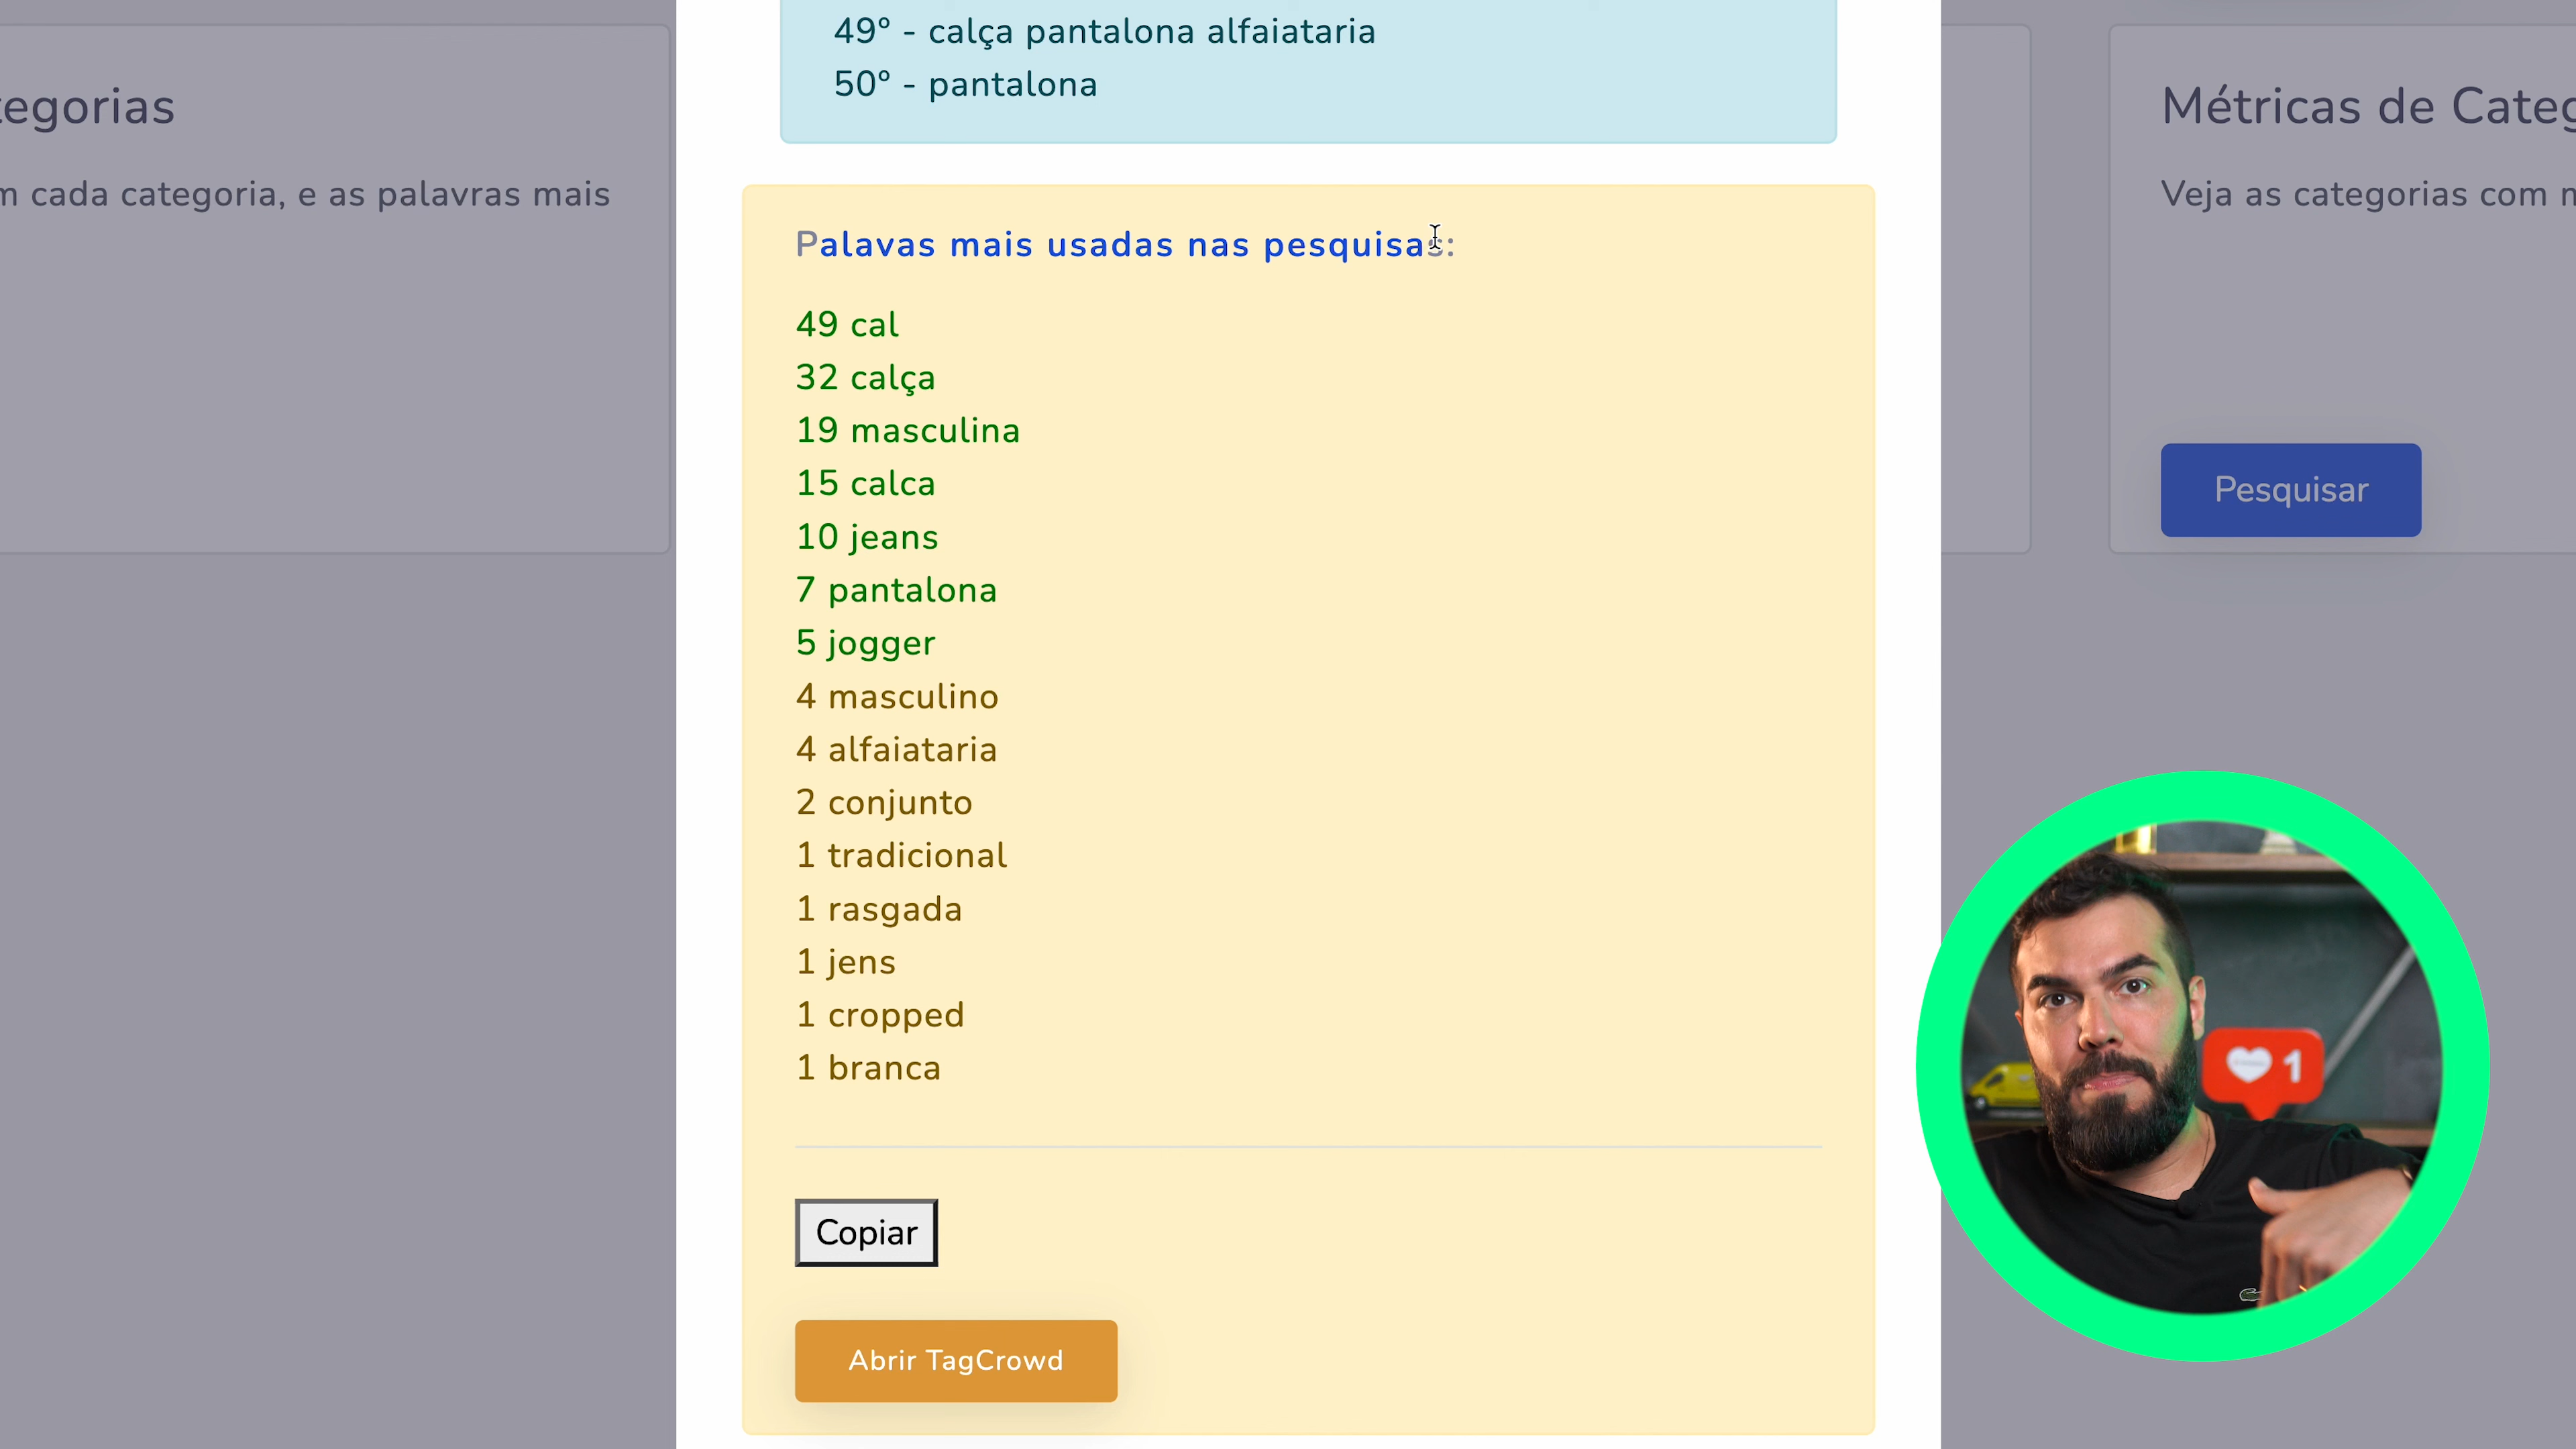 49º - calça pantalona alfaiataria
50º - pantalona
egorias
m cada categoria, e as palavras mais
Métricas de Categ
Veja as categorias com
Pesquisar
Palavas mais usadas nas pesquisas:
49 cal
32 calça
19 masculina
15 calca
10 jeans
7 pantalona
5 jogger
4 masculino
4 alfaiataria
2 conjunto
1 tradicional
1 rasgada
1 jens
1 cropped
1 branca
Copiar
Abrir TagCrowd
1